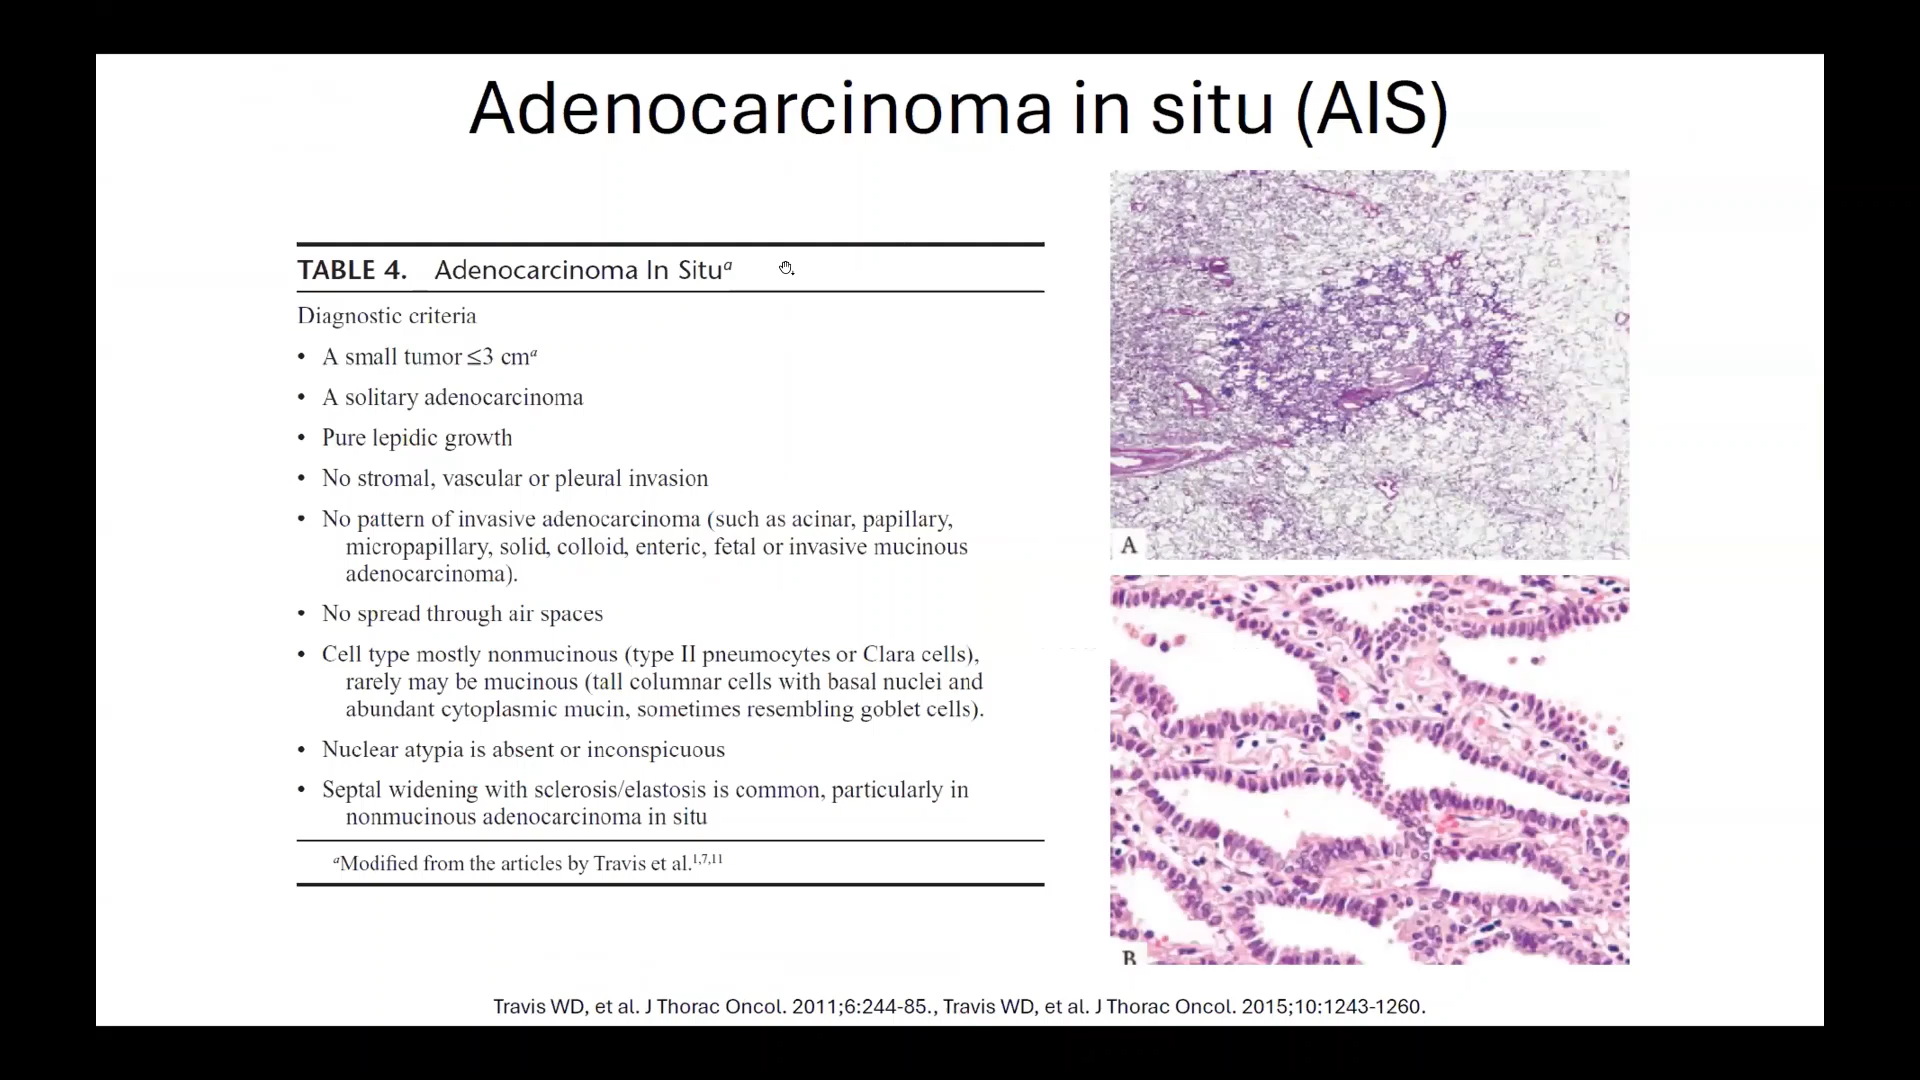 Adenocarcinoma in situ (AIS)
TABLE 4. Adenocarcinoma In Situᵃ
Diagnostic criteria
• A small tumor ≤3 cmᵃ
• A solitary adenocarcinoma
• Pure lepidic growth
• No stromal, vascular or pleural invasion
• No pattern of invasive adenocarcinoma (such as acinar, papillary,
micropapillary, solid, colloid, enteric, fetal or invasive mucinous
adenocarcinoma).
• No spread through air spaces
• Cell type mostly nonmucinous (type II pneumocytes or Clara cells),
rarely may be mucinous (tall columnar cells with basal nuclei and
abundant cytoplasmic mucin, sometimes resembling goblet cells).
• Nuclear atypia is absent or inconspicuous
• Septal widening with sclerosis/elastosis is common, particularly in
nonmucinous adenocarcinoma in situ
ᵃModified from the articles by Travis et al.¹,⁷,¹¹
A
B
Travis WD, et al. J Thorac Oncol. 2011;6:244-85., Travis WD, et al. J Thorac Oncol. 2015;10:1243-1260.